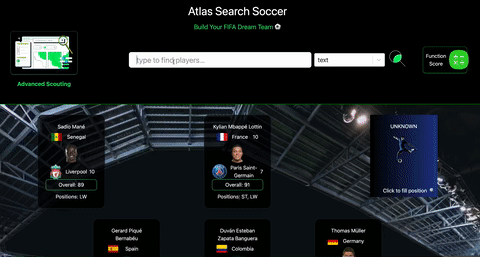 Atlas Search Soccer
Build Your FIFA Dream Team ⚽
Advanced Scouting
type to find players...
text
Function
Score
Sadio Mané
Senegal
Liverpool 10
Overall: 89
Positions: LW
Kylian Mbappé Lottin
France 10
Paris Saint-
Germain 7
Overall: 91
Positions: ST, LW
UNKNOWN
Click to fill position
Gerard Piqué
Bernabéu
Spain
Duván Esteban
Zapata Banguera
Colombia
Thomas Müller
Germany